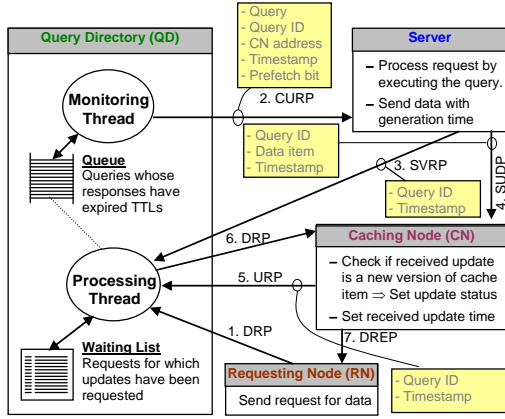 Query Directory (QD)
Monitoring
Thread
Queue
Queries whose
responses have
expired TTLs
Processing
Thread
Waiting List
Requests for which
updates have been
requested
- Query
- Query ID
- CN address
- Timestamp
- Prefetch bit
2. CURP
- Query ID
- Data item
- Timestamp
Server
– Process request by
executing the query.
– Send data with
generation time
3. SVRP
- Query ID
- Timestamp
4. SUDP
6. DRP
5. URP
1. DRP
Caching Node (CN)
– Check if received update
is a new version of cache
item ⇒ Set update status
– Set received update time
7. DREP
Requesting Node (RN)
Send request for data
- Query ID
- Timestamp